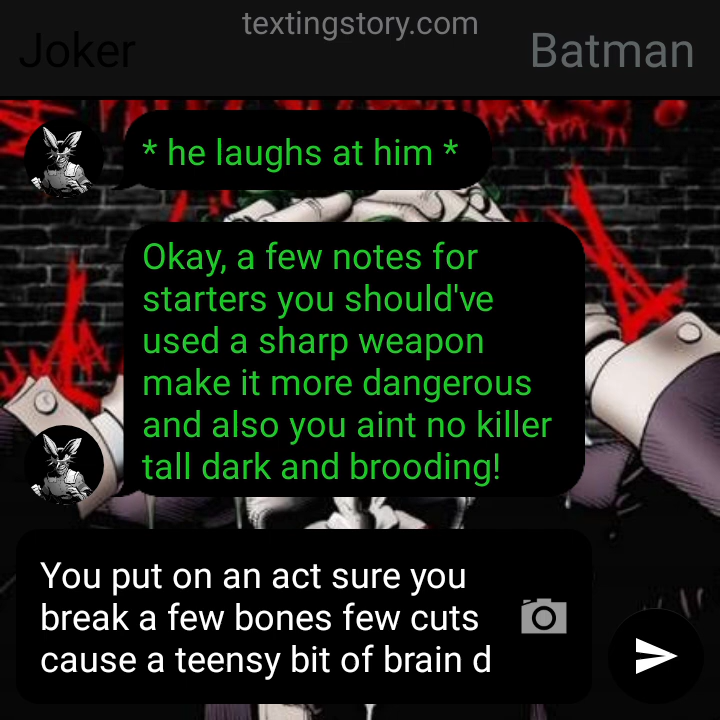 textingstory.com
Joker
Batman
* he laughs at him *
Okay, a few notes for
starters you should've
used a sharp weapon
make it more dangerous
and also you aint no killer
tall dark and brooding!
You put on an act sure you
break a few bones few cuts
cause a teensy bit of brain d